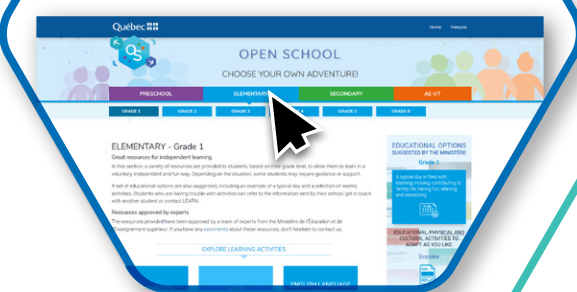 Québec
Home Français
OS
OPEN SCHOOL
CHOOSE YOUR OWN ADVENTURE!
PRESCHOOL ELEMENTARY SECONDARY AE-VT
GRADE 1 GRADE 2 GRADE 3 4 GRADE 5 GRADE 6
ELEMENTARY - Grade 1
Great resources for independent learning
In this section, a variety of resources are provided to students, based on their grade level, to allow them to learn in a
voluntary, independent and fun way. Depending on the situation, some students may require guidance or support.
A set of educational options are also suggested, including an example of a typical day and a selection of weekly
activities. Students who are having trouble with activities can refer to the information sent by their school, get in touch
with another student or contact LEARN.
Resources approved by experts
The resources provided have been approved by a team of experts from the Ministère de l'Éducation et de
l'Enseignement supérieur. If you have any comments about these resources, don't hesitate to contact us.
EXPLORE LEARNING ACTIVITIES
ENGLISH LANGUAGE
EDUCATIONAL OPTIONS
SUGGESTED BY THE MINISTÈRE
Grade 1
A typical day is filled with
learning, moving, contributing to
family life, having fun, relaxing
and socializing
EDUCATIONAL, PHYSICAL AND
CULTURAL ACTIVITIES TO
ADAPT AS YOU LIKE